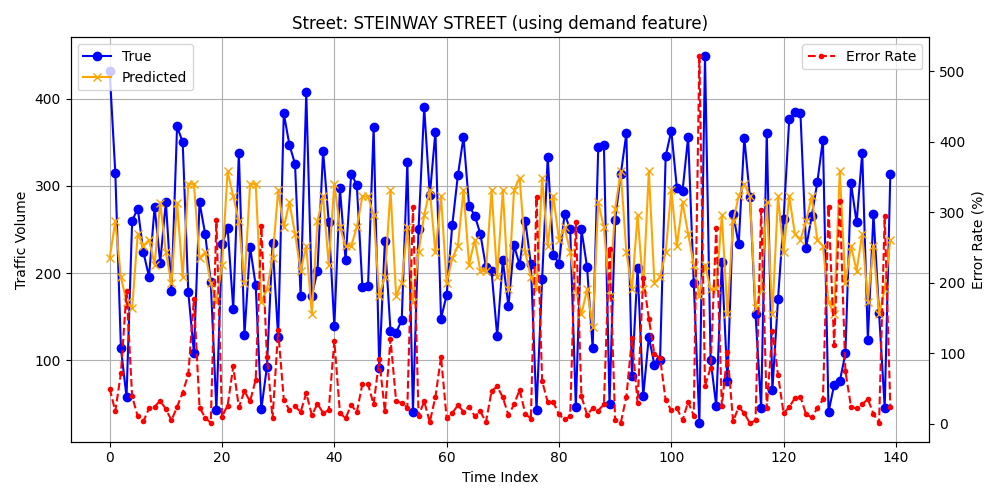 Street: STEINWAY STREET (using demand feature)
True
Predicted
Error Rate
Traffic Volume
400
300
200
100
500
400
300
200
100
0
Error Rate (%)
0 20 40 60 80 100 120 140
Time Index